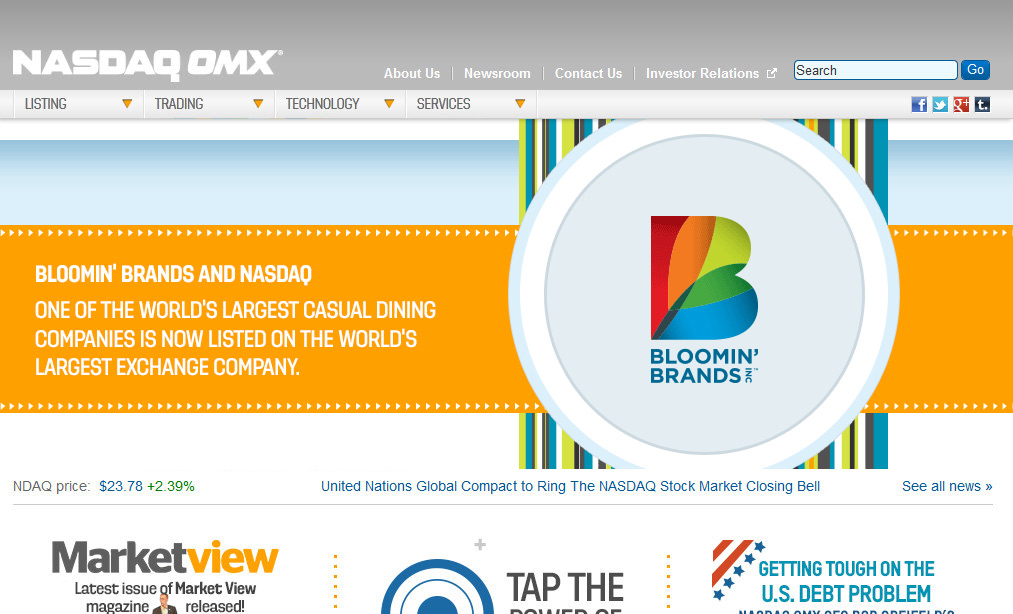 NASDAQ OMX®
About Us
Newsroom
Contact Us
Investor Relations
Search
Go
LISTING
TRADING
TECHNOLOGY
SERVICES
BLOOMIN' BRANDS AND NASDAQ
ONE OF THE WORLD'S LARGEST CASUAL DINING
COMPANIES IS NOW LISTED ON THE WORLD'S
LARGEST EXCHANGE COMPANY.
BLOOMIN'
BRANDS INC™
NDAQ price: $23.78 +2.39%
United Nations Global Compact to Ring The NASDAQ Stock Market Closing Bell
See all news »
Marketview
Latest issue of Market View
magazine released!
TAP THE
POWER OF
GETTING TOUGH ON THE
U.S. DEBT PROBLEM
NASDAQ OMX CEO BOB GREIFELD'S